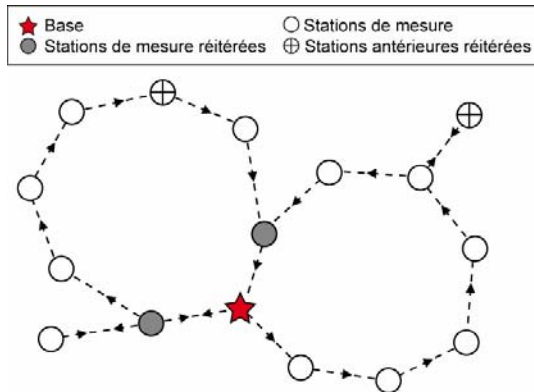 Base
Stations de mesure
Stations de mesure réitérées
Stations antérieures réitérées